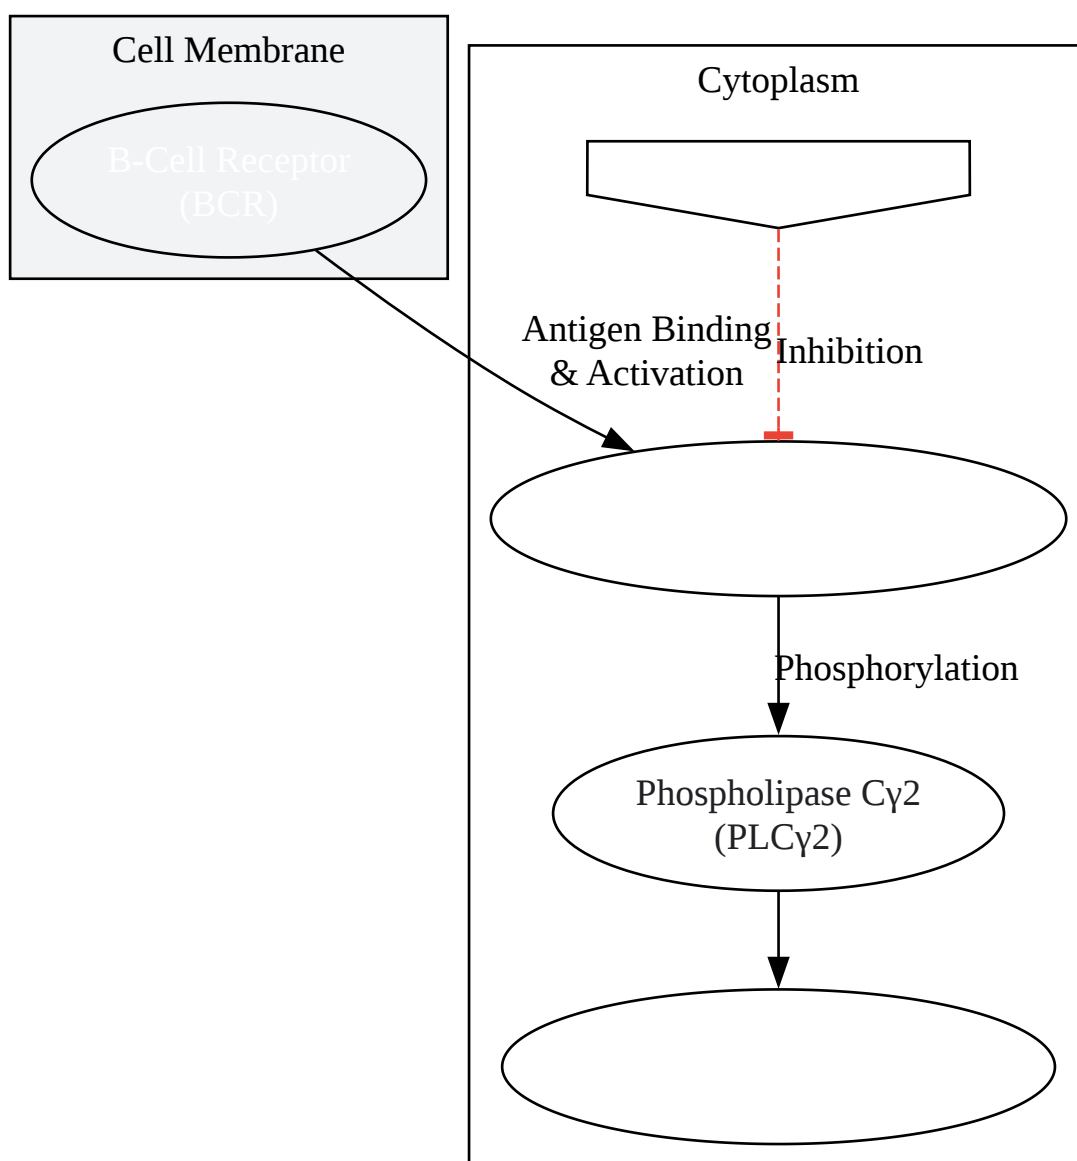 Cell Membrane
B-Cell Receptor
(BCR)
Cytoplasm
Antigen Binding
& Activation
Inhibition
Phosphorylation
Phospholipase Cγ2
(PLCγ2)